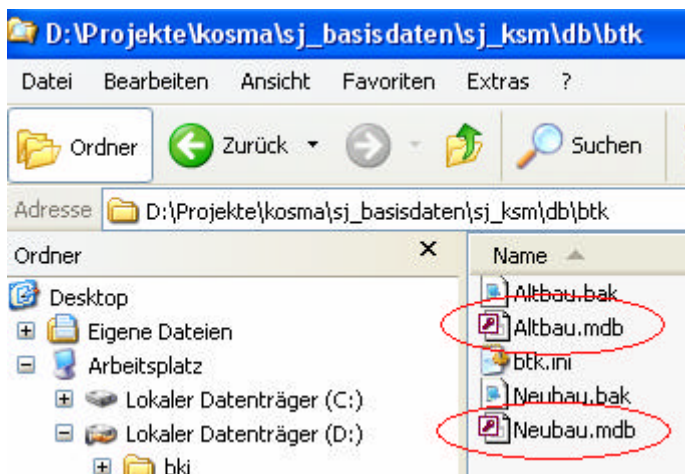 D:\Projekte\kosma\sj_basisdaten\sj_ksm\db\btk
Datei Bearbeiten Ansicht Favoriten Extras ?
Ordner Zurück Suchen
Adresse D:\Projekte\kosma\sj_basisdaten\sj_ksm\db\btk
Ordner X
Desktop
Eigene Dateien
Arbeitsplatz
Lokaler Datenträger (C:)
Lokaler Datenträger (D:)
bki
Name
Altbau.bak
Altbau.mdb
btk.ini
Neubau.bak
Neubau.mdb